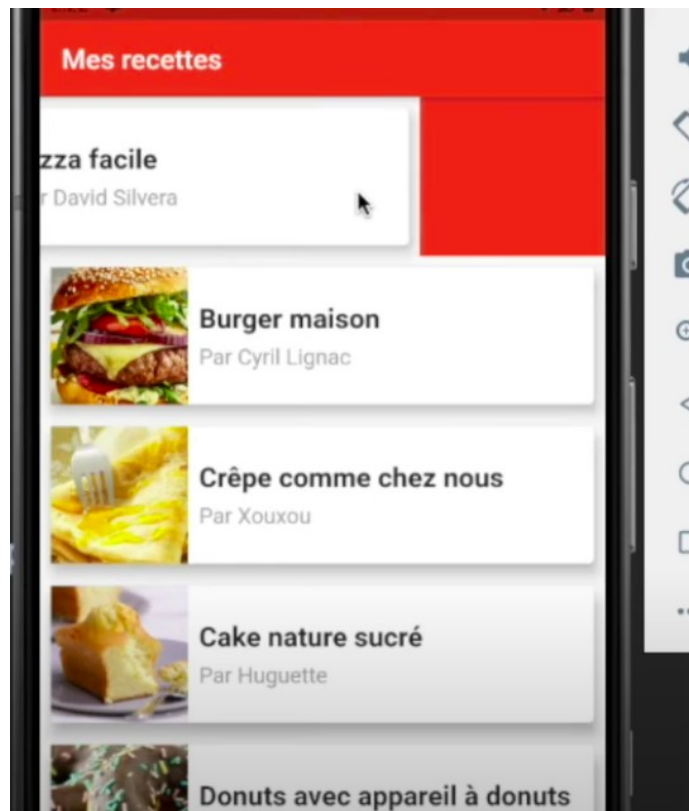 Mes recettes
zza facile
r David Silvera
Burger maison
Par Cyril Lignac
Crêpe comme chez nous
Par Xouxou
Cake nature sucré
Par Huguette
Donuts avec appareil à donuts